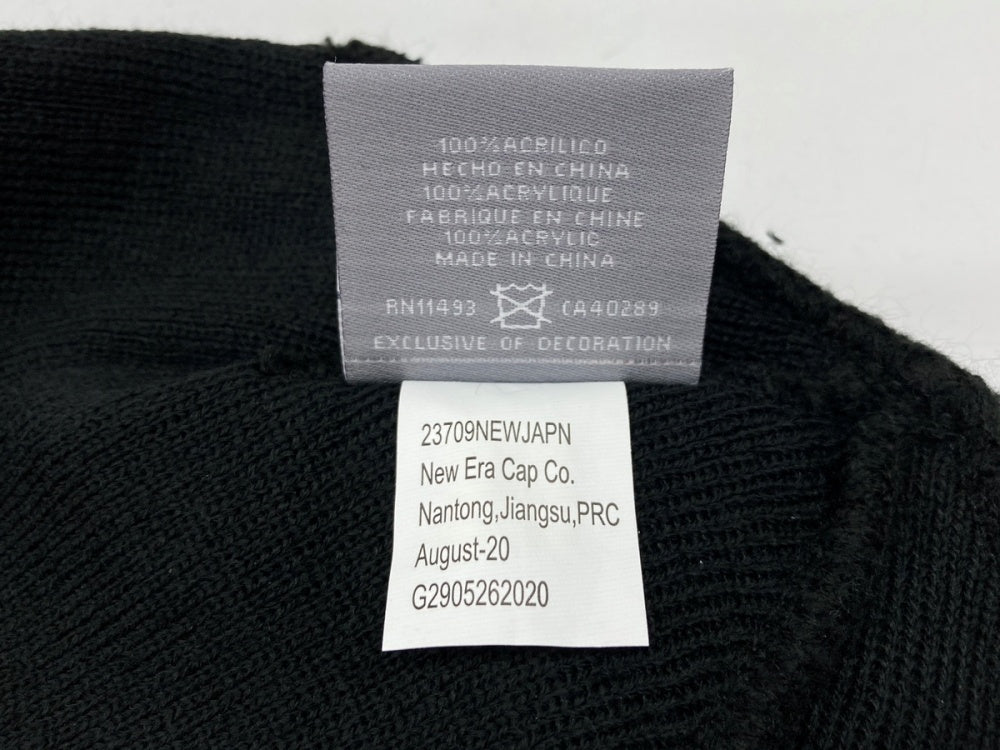 100%ACRILICO
HECHO EN CHINA
100%ACRYLIQUE
FABRIQUE EN CHINE
100%ACRYLIC
MADE IN CHINA
RN11493 CA40289
EXCLUSIVE OF DECORATION
23709NEWJAPN
New Era Cap Co.
Nantong,Jiangsu,PRC
August-20
G2905262020